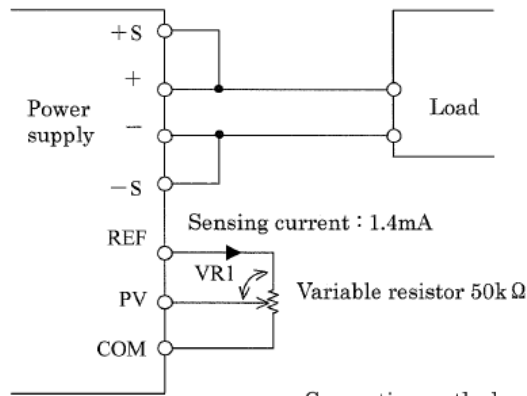 +S
+
Power
supply
−
−S
Load
REF
Sensing current : 1.4mA
VR1
Variable resistor 50kΩ
PV
COM